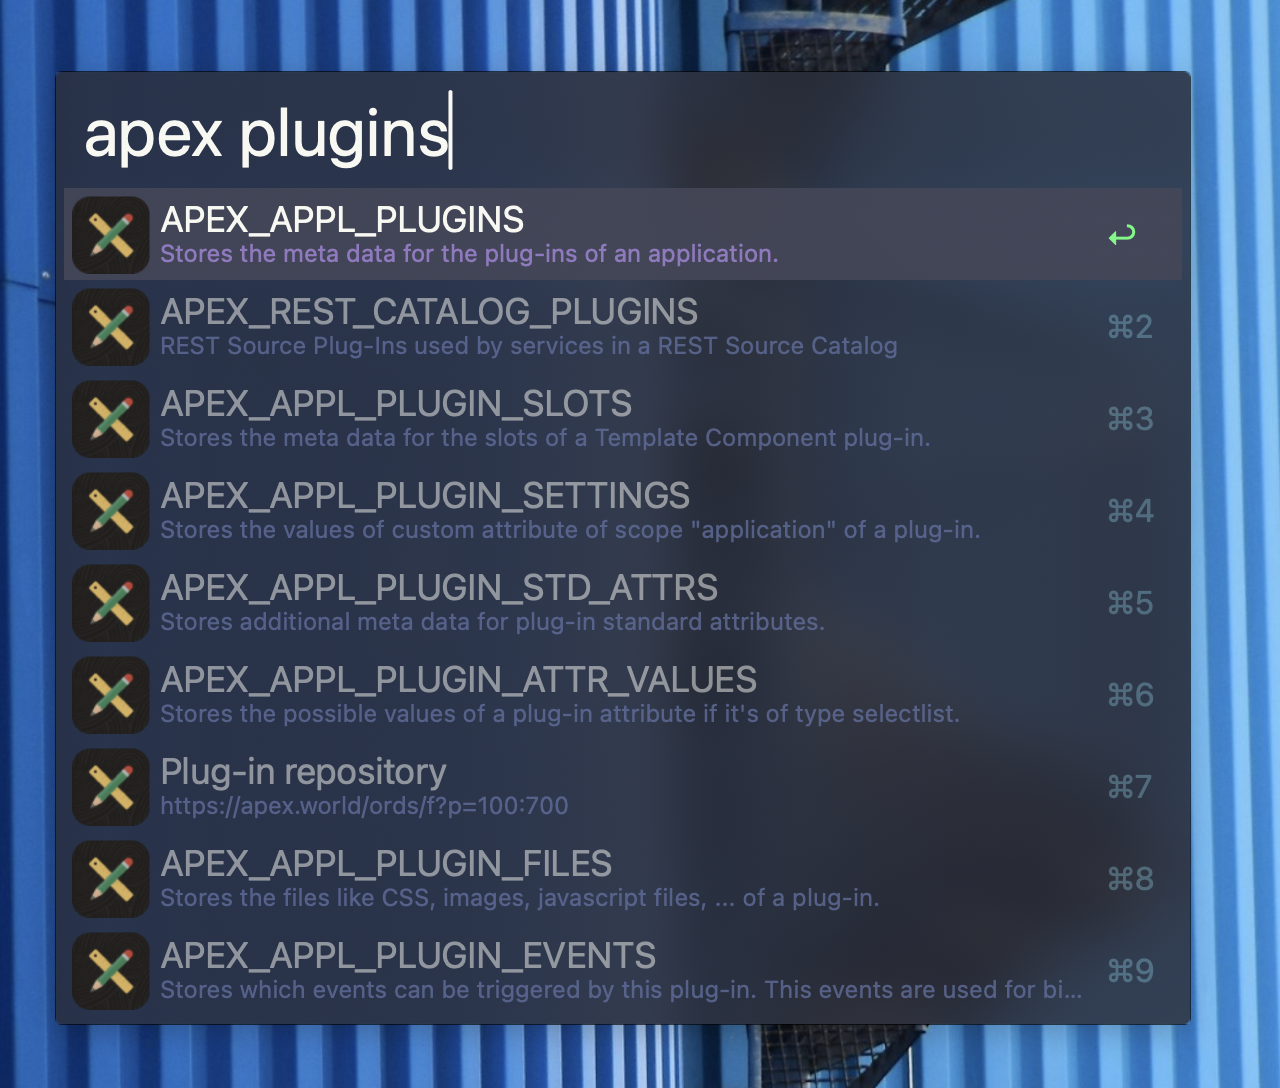 apex plugins
APEX_APPL_PLUGINS
Stores the meta data for the plug-ins of an application.
APEX_REST_CATALOG_PLUGINS
⌘2
REST Source Plug-Ins used by services in a REST Source Catalog
APEX_APPL_PLUGIN_SLOTS
⌘3
Stores the meta data for the slots of a Template Component plug-in.
APEX_APPL_PLUGIN_SETTINGS
⌘4
Stores the values of custom attribute of scope "application" of a plug-in.
APEX_APPL_PLUGIN_STD_ATTRS
⌘5
Stores additional meta data for plug-in standard attributes.
APEX_APPL_PLUGIN_ATTR_VALUES
⌘6
Stores the possible values of a plug-in attribute if it's of type selectlist.
Plug-in repository
⌘7
https://apex.world/ords/f?p=100:700
APEX_APPL_PLUGIN_FILES
⌘8
Stores the files like CSS, images, javascript files, ... of a plug-in.
APEX_APPL_PLUGIN_EVENTS
⌘9
Stores which events can be triggered by this plug-in. This events are used for bi...